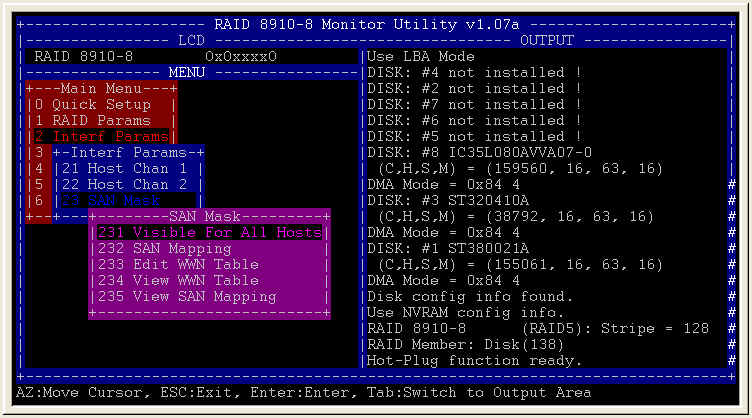 RAID 8910-8 Monitor Utility v1.07a
LCD
RAID 8910-8 0x0xxxx0
MENU
Main Menu
0 Quick Setup
1 RAID Params
2 Interf Params
3
4
5
6
Interf Params
21 Host Chan 1
22 Host Chan 2
23 SAN Mask
SAN Mask
231 Visible For All Hosts
232 SAN Mapping
233 Edit WWN Table
234 View WWN Table
235 View SAN Mapping
OUTPUT
Use LBA Mode
DISK: #4 not installed !
DISK: #2 not installed !
DISK: #7 not installed !
DISK: #6 not installed !
DISK: #5 not installed !
DISK: #8 IC35L080AVVA07-0
(C,H,S,M) = (159560, 16, 63, 16)
DMA Mode = 0x84 4 #
DISK: #3 ST320410A #
(C,H,S,M) = (38792, 16, 63, 16) #
DMA Mode = 0x84 4 #
DISK: #1 ST380021A #
(C,H,S,M) = (155061, 16, 63, 16) #
DMA Mode = 0x84 4 #
Disk config info found. #
Use NVRAM config info. #
RAID 8910-8 (RAID5): Stripe = 128 #
RAID Member: Disk(138) #
Hot-Plug function ready. #
AZ:Move Cursor, ESC:Exit, Enter:Enter, Tab:Switch to Output Area